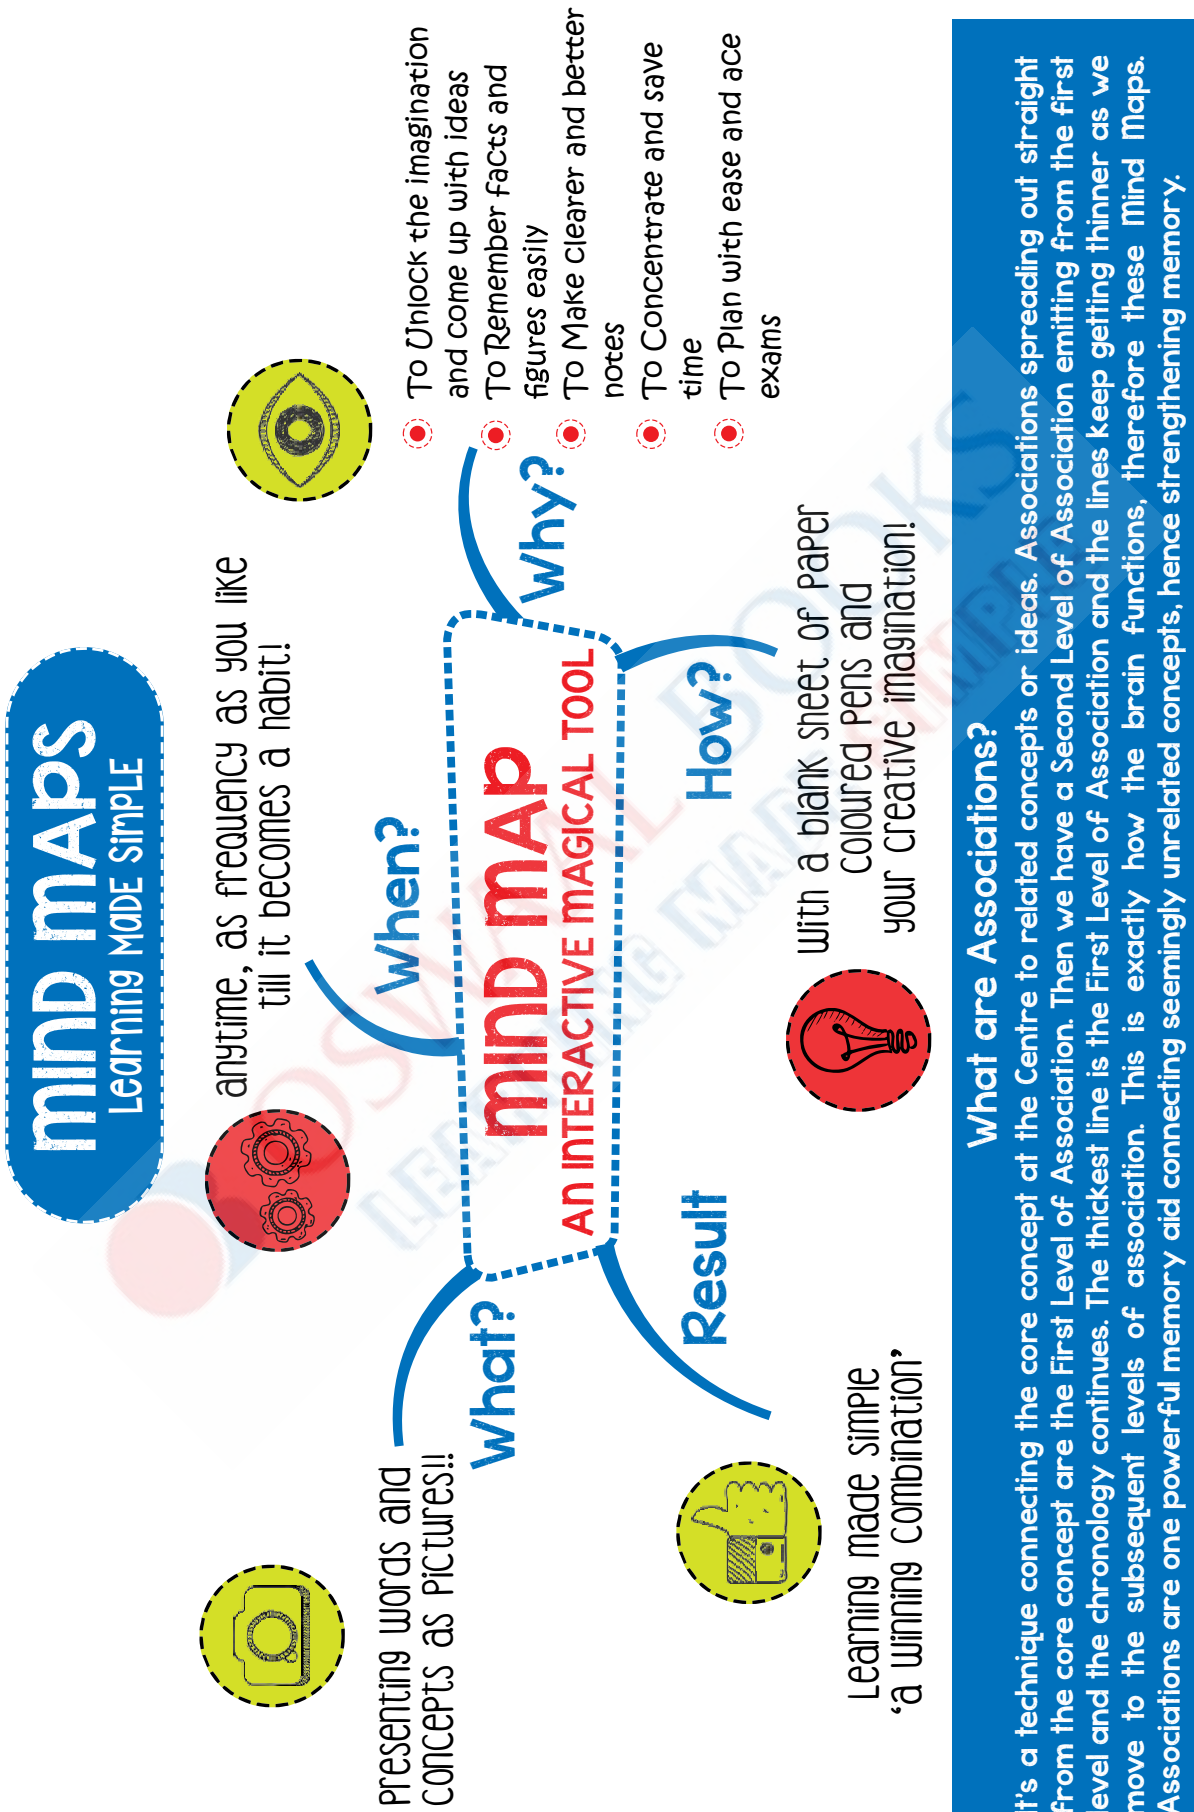 MIND MAPS
Learning MADE SimPLE
anytime, as frequency as you like
till it becomes a habit!
When?
Presenting words and
Concepts as Pictures!!
What?
MIND MAP
An INTERACTIVE MAGICAL TOOL
Why?
To Unlock the imagination
and come up with ideas
To Remember facts and
figures easily
To Make clearer and better
notes
To Concentrate and save
time
To Plan with ease and ace
exams
Result
Learning made simple
‘a winning combination’
How?
With a blank sheet of Paper
Coloured Pens and
your creative imagination!
What are Associations?
t's a technique connecting the core concept at the Centre to related concepts or ideas. Associations spreading out straight
from the core concept are the First Level of Association. Then we have a Second Level of Association emitting from the first
level and the chronology continues. The thickest line is the First Level of Association and the lines keep getting thinner as we
move to the subsequent levels of association. This is exactly how the brain functions, therefore these Mind Maps.
Associations are one powerful memory aid connecting seemingly unrelated concepts, hence strengthening memory.
OSWAAL BOOKS
LEARNING MADE SIMPLE